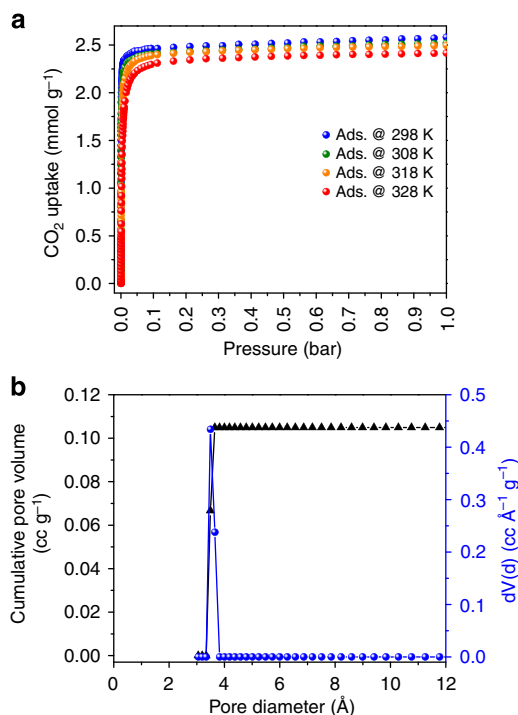 a
CO₂ uptake (mmol g⁻¹)
2.5
2.0
1.5
1.0
0.5
0.0
Ads. @ 298 K
Ads. @ 308 K
Ads. @ 318 K
Ads. @ 328 K
0.0 0.1 0.2 0.3 0.4 0.5 0.6 0.7 0.8 0.9 1.0
Pressure (bar)
b
Cumulative pore volume
(cc g⁻¹)
0.12
0.10
0.08
0.06
0.04
0.02
0.00
0.5
0.4
0.3
0.2
0.1
0.0
dV(d) (cc Å⁻¹ g⁻¹)
0 2 4 6 8 10 12
Pore diameter (Å)